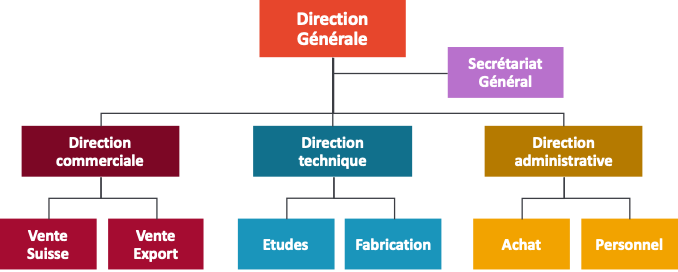 Direction
Générale
Secrétariat
Général
Direction
commerciale
Direction
technique
Direction
administrative
Vente
Suisse
Vente
Export
Etudes
Fabrication
Achat
Personnel